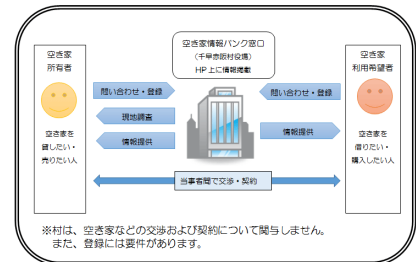 空き家情報バンク窓口
（千早赤阪村役場）
HP上に情報掲載
空き家
所有者
空き家を
貸したい・
売りたい人
問い合わせ・登録
現地調査
情報提供
問い合わせ・登録
情報提供
空き家
利用希望者
空き家を
借りたい・
購入したい人
当事者間で交渉・契約
※村は、空き家などの交渉および契約について関与しません。
また、登録には要件があります。